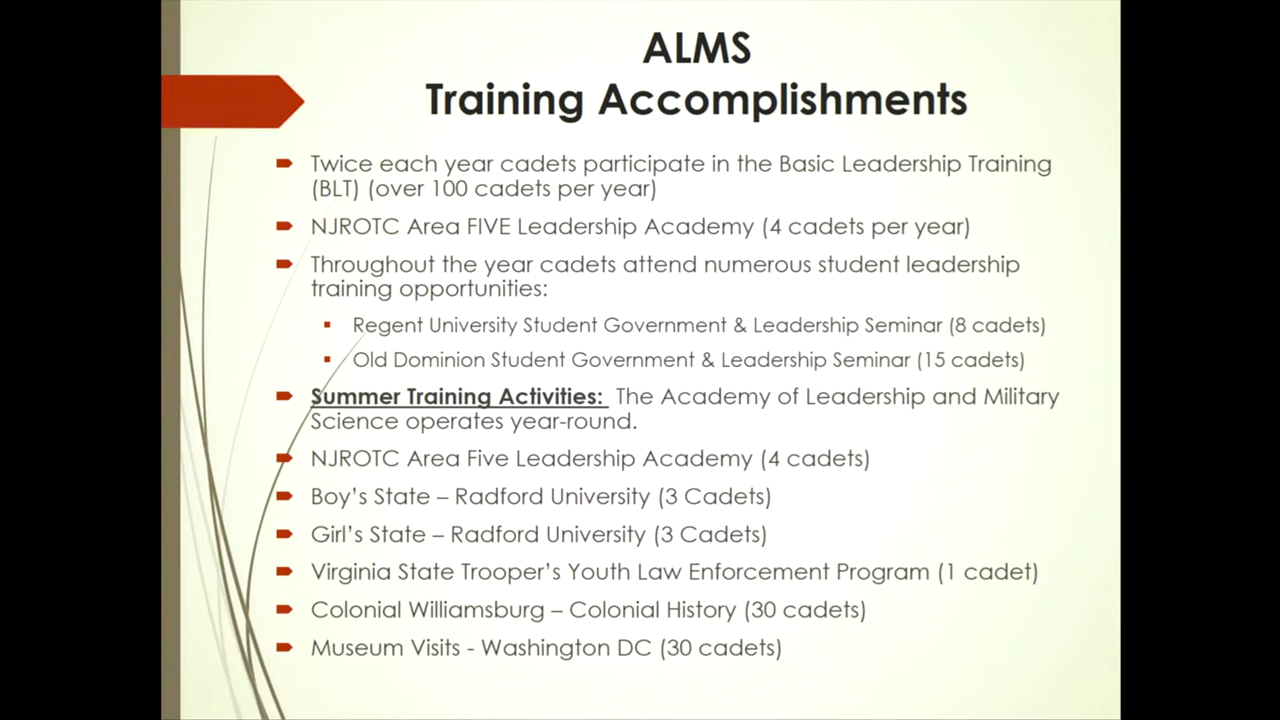 ALMS
Training Accomplishments
Twice each year cadets participate in the Basic Leadership Training
(BLT) (over 100 cadets per year)
NJROTC Area FIVE Leadership Academy (4 cadets per year)
Throughout the year cadets attend numerous student leadership
training opportunities:
Regent University Student Government & Leadership Seminar (8 cadets)
Old Dominion Student Government & Leadership Seminar (15 cadets)
Summer Training Activities: The Academy of Leadership and Military
Science operates year-round.
NJROTC Area Five Leadership Academy (4 cadets)
Boy's State – Radford University (3 Cadets)
Girl's State – Radford University (3 Cadets)
Virginia State Trooper's Youth Law Enforcement Program (1 cadet)
Colonial Williamsburg – Colonial History (30 cadets)
Museum Visits - Washington DC (30 cadets)